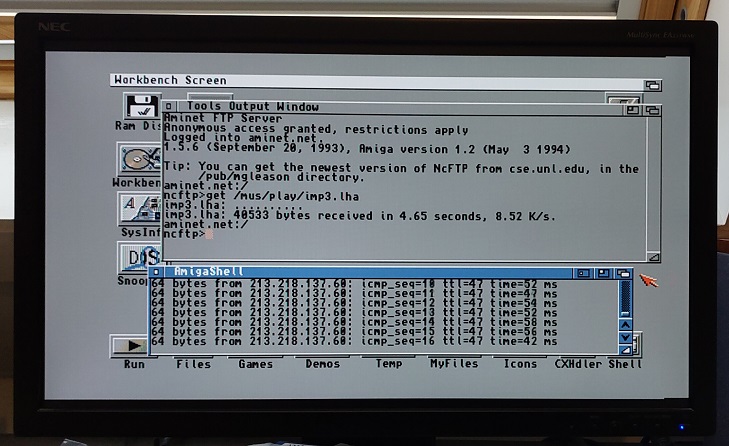 NEC
MultiSync
Workbench Screen
Ram Dis
Tools Output Window
Aminet FTP Server
Anonymous access granted, restrictions apply
Logged into aminet.net.
1.5.6 (September 20, 1993), Amiga version 1.2 (May  3 1994)
Tip: You can get the newest version of NcFTP from cse.unl.edu, in the
/pub/mgleason directory.
aminet.net:/
ncftp>get /mus/play/imp3.lha
imp3.lha: ..........
imp3.lha: 40533 bytes received in 4.65 seconds, 8.52 K/s.
aminet.net:/
ncftp>
Workben
SysInf
Snoo
AmigaShell
64 bytes from 213.218.137.60: icmp_seq=10 ttl=47 time=52 ms
64 bytes from 213.218.137.60: icmp_seq=11 ttl=47 time=47 ms
64 bytes from 213.218.137.60: icmp_seq=12 ttl=47 time=54 ms
64 bytes from 213.218.137.60: icmp_seq=13 ttl=47 time=52 ms
64 bytes from 213.218.137.60: icmp_seq=14 ttl=47 time=58 ms
64 bytes from 213.218.137.60: icmp_seq=15 ttl=47 time=56 ms
64 bytes from 213.218.137.60: icmp_seq=16 ttl=47 time=42 ms
Run Files Games Demos Temp MyFiles Icons CXHdler Shell